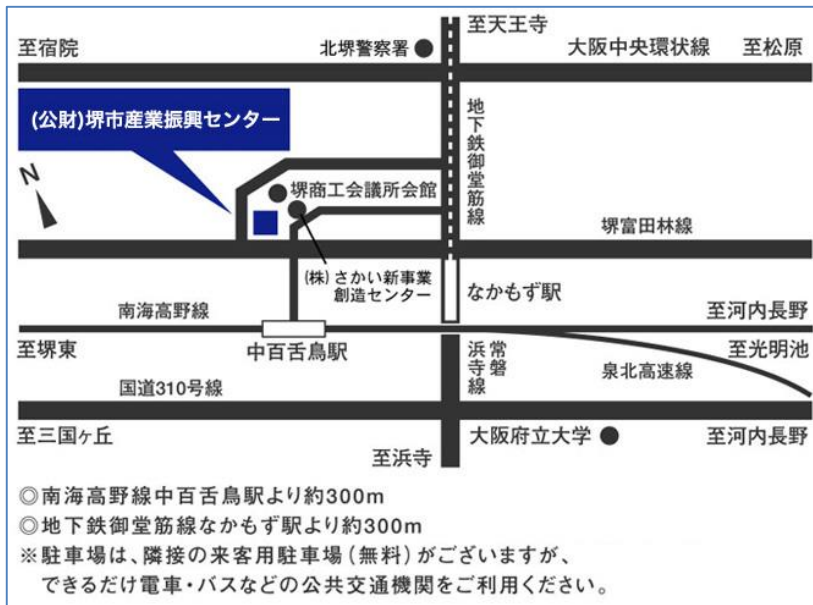 至天王寺
至宿院
北堺警察署
大阪中央環状線
至松原
(公財)堺市産業振興センター
地下鉄御堂筋線
N
堺商工会議所会館
堺富田林線
(株)さかい新事業
創造センター
なかもず駅
南海高野線
至河内長野
至堺東
中百舌鳥駅
常磐
浜寺線
至光明池
泉北高速線
国道310号線
至三国ヶ丘
大阪府立大学
至河内長野
至浜寺
◎南海高野線中百舌鳥駅より約300m
◎地下鉄御堂筋線なかもず駅より約300m
※駐車場は、隣接の来客用駐車場(無料)がございますが、
できるだけ電車・バスなどの公共交通機関をご利用ください。